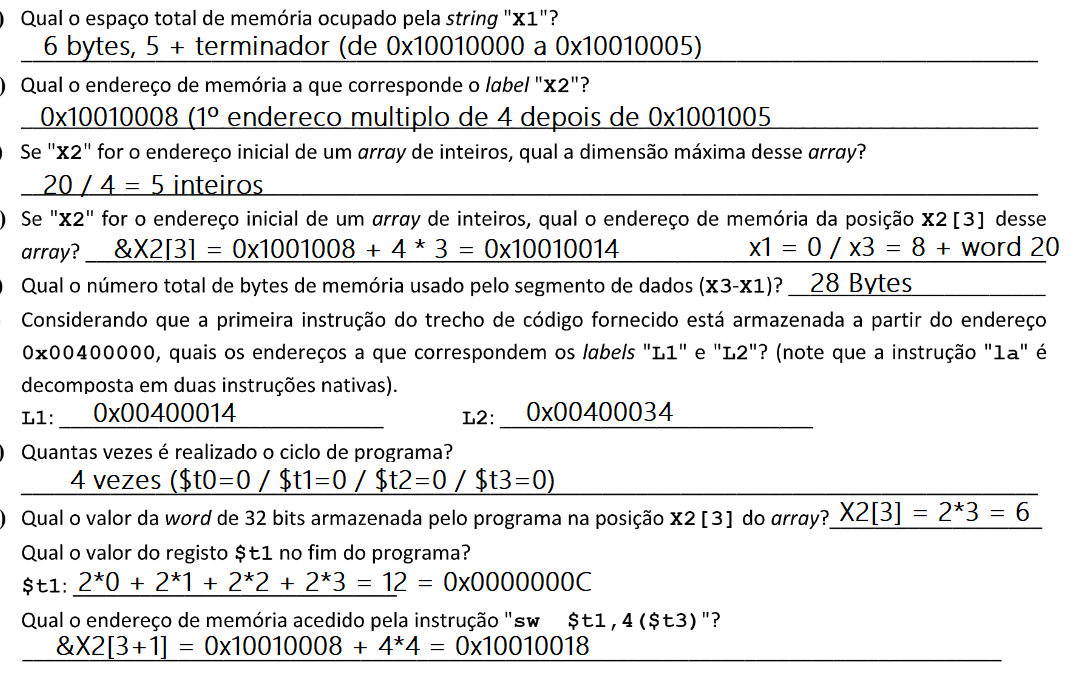 ) Qual o espaço total de memória ocupado pela string "X1"?
6 bytes, 5 + terminador (de 0x10010000 a 0x10010005)
) Qual o endereço de memória a que corresponde o label "X2"?
0x10010008 (1º endereco multiplo de 4 depois de 0x1001005
) Se "X2" for o endereço inicial de um array de inteiros, qual a dimensão máxima desse array?
20 / 4 = 5 inteiros
) Se "X2" for o endereço inicial de um array de inteiros, qual o endereço de memória da posição X2[3] desse
array? &X2[3] = 0x1001008 + 4 * 3 = 0x10010014 x1 = 0 / x3 = 8 + word 20
) Qual o número total de bytes de memória usado pelo segmento de dados (X3-X1)? 28 Bytes
Considerando que a primeira instrução do trecho de código fornecido está armazenada a partir do endereço
0x00400000, quais os endereços a que correspondem os labels "L1" e "L2"? (note que a instrução "la" é
decomposta em duas instruções nativas).
L1: 0x00400014 L2: 0x00400034
) Quantas vezes é realizado o ciclo de programa?
4 vezes ($t0=0 / $t1=0 / $t2=0 / $t3=0)
) Qual o valor da word de 32 bits armazenada pelo programa na posição X2[3] do array? X2[3] = 2*3 = 6
Qual o valor do registo $t1 no fim do programa?
$t1: 2*0 + 2*1 + 2*2 + 2*3 = 12 = 0x0000000C
Qual o endereço de memória acedido pela instrução "sw $t1,4($t3)"?
&X2[3+1] = 0x10010008 + 4*4 = 0x10010018